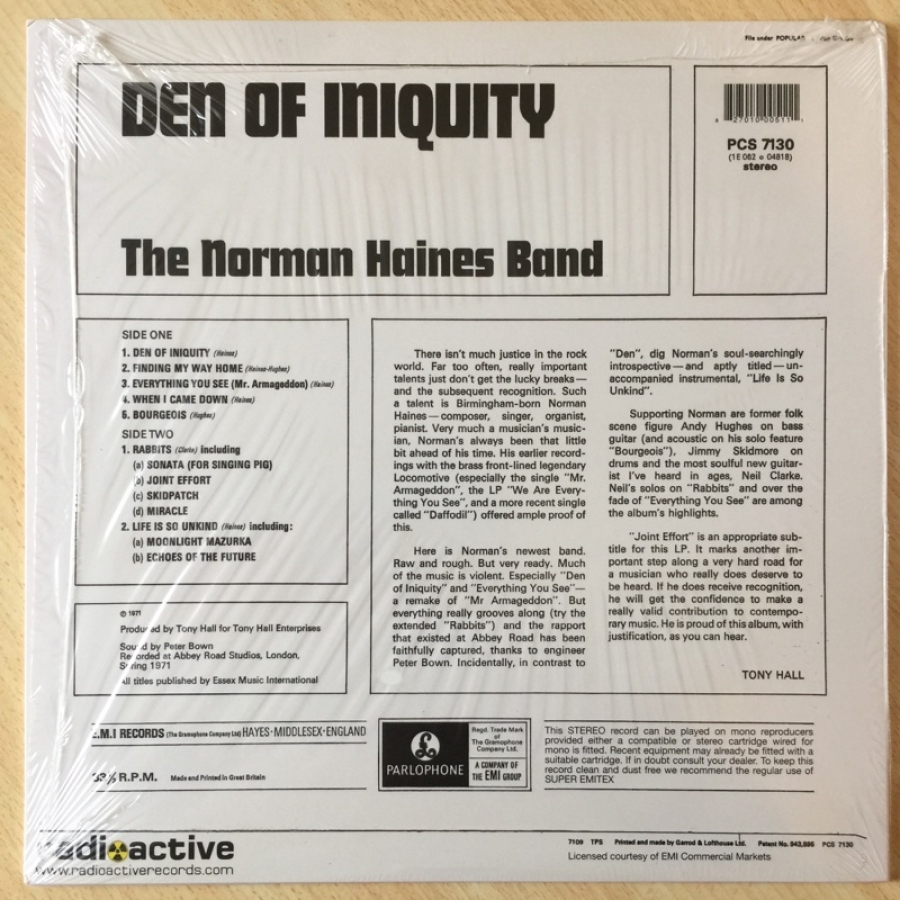 File under POPULAR
DEN OF INIQUITY
The Norman Haines Band
PCS 7130
(1E 062 o 04818)
stereo
SIDE ONE
1. DEN OF INIQUITY (Haines)
2. FINDING MY WAY HOME (Haines-Hughes)
3. EVERYTHING YOU SEE (Mr. Armageddon) (Haines)
4. WHEN I CAME DOWN (Haines)
5. BOURGEOIS (Hughes)
SIDE TWO
1. RABBITS (Clarke) including
(a) SONATA (FOR SINGING PIG)
(b) JOINT EFFORT
(c) SKIDPATCH
(d) MIRACLE
2. LIFE IS SO UNKIND (Haines) including:
(a) MOONLIGHT MAZURKA
(b) ECHOES OF THE FUTURE
℗ 1971
Produced by Tony Hall for Tony Hall Enterprises
Sound by Peter Bown
Recorded at Abbey Road Studios, London,
Spring 1971
All titles published by Essex Music International
There isn't much justice in the rock
world. Far too often, really important
talents just don't get the lucky breaks—
and the subsequent recognition. Such
a talent is Birmingham-born Norman
Haines—composer, singer, organist,
pianist. Very much a musician's music-
ian, Norman's always been that little
bit ahead of his time. His earlier record-
ings with the brass front-lined legendary
Locomotive (especially the single "Mr.
Armageddon", the LP "We Are Every-
thing You See", and a more recent single
called "Daffodil") offered ample proof of
this.
Here is Norman's newest band.
Raw and rough. But very ready. Much
of the music is violent. Especially "Den
of Iniquity" and "Everything You See"—
a remake of "Mr Armageddon". But
everything really grooves along (try the
extended "Rabbits") and the rapport
that existed at Abbey Road has been
faithfully captured, thanks to engineer
Peter Bown. Incidentally, in contrast to
"Den", dig Norman's soul-searchingly
introspective—and aptly titled—un-
accompanied instrumental, "Life Is So
Unkind".
Supporting Norman are former folk
scene figure Andy Hughes on bass
guitar (and acoustic on his solo feature
"Bourgeois"), Jimmy Skidmore on
drums and the most soulful new guitar-
ist I've heard in ages, Neil Clarke.
Neil's solos on "Rabbits" and over the
fade of "Everything You See" are among
the album's highlights.
"Joint Effort" is an appropriate sub-
title for this LP. It marks another im-
portant step along a very hard road for
a musician who really does deserve to
be heard. If he does receive recognition,
he will get the confidence to make a
really valid contribution to contempo-
rary music. He is proud of this album, with
justification, as you can hear.
TONY HALL
E.M.I RECORDS (The Gramophone Company Ltd) HAYES·MIDDLESEX·ENGLAND
33⅓ R.P.M. Made and Printed in Great Britain
PARLOPHONE
Regd. Trade Mark
of The
Gramophone
Company Ltd.
A COMPANY OF
THE EMI GROUP
This STEREO record can be played on mono reproducers
provided either a compatible or stereo cartridge wired for
mono is fitted. Recent equipment may already be fitted with a
suitable cartridge. If in doubt consult your dealer. To keep this
record clean and dust free we recommend the regular use of
SUPER EMITEX
radioactive
www.radioactiverecords.com
7109 TPS Printed and made by Garrod & Lofthouse Ltd. Patent No. 943,895 PCS 7130
Licensed courtesy of EMI Commercial Markets